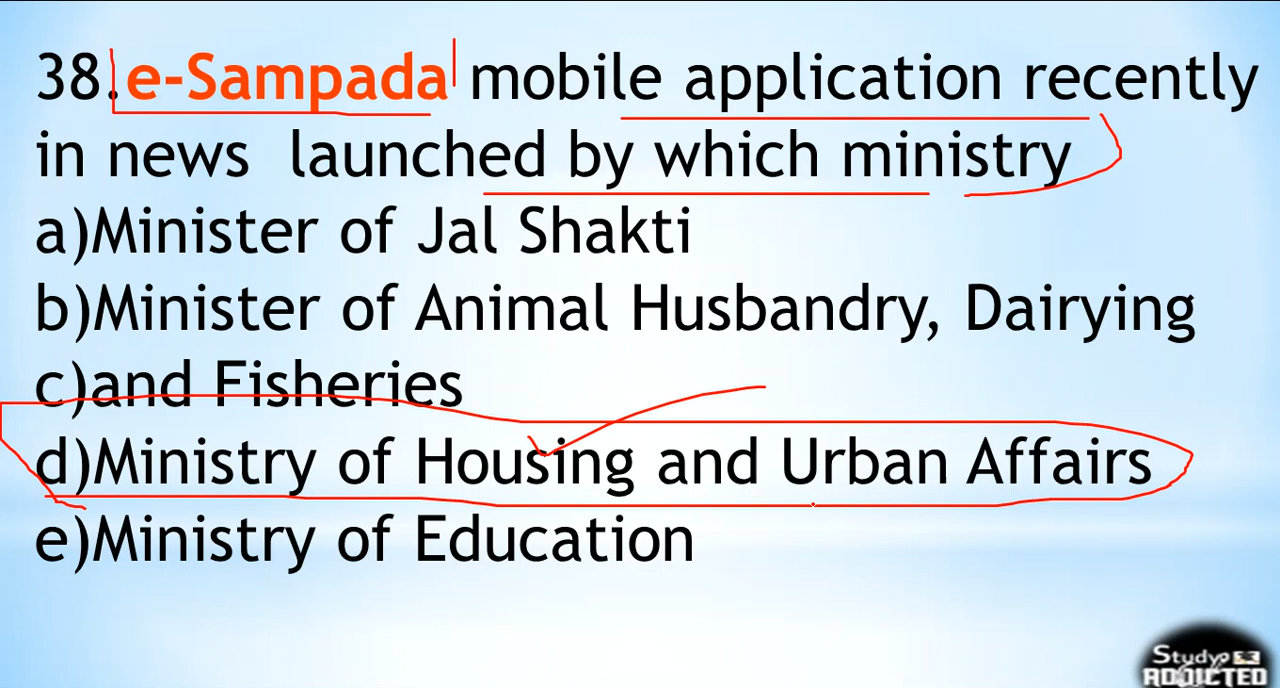 38.e-Sampada mobile application recently
in news launched by which ministry
a)Minister of Jal Shakti
b)Minister of Animal Husbandry, Dairying
c)and Fisheries
d)Ministry of Housing and Urban Affairs
e)Ministry of Education
Study
ADDICTED